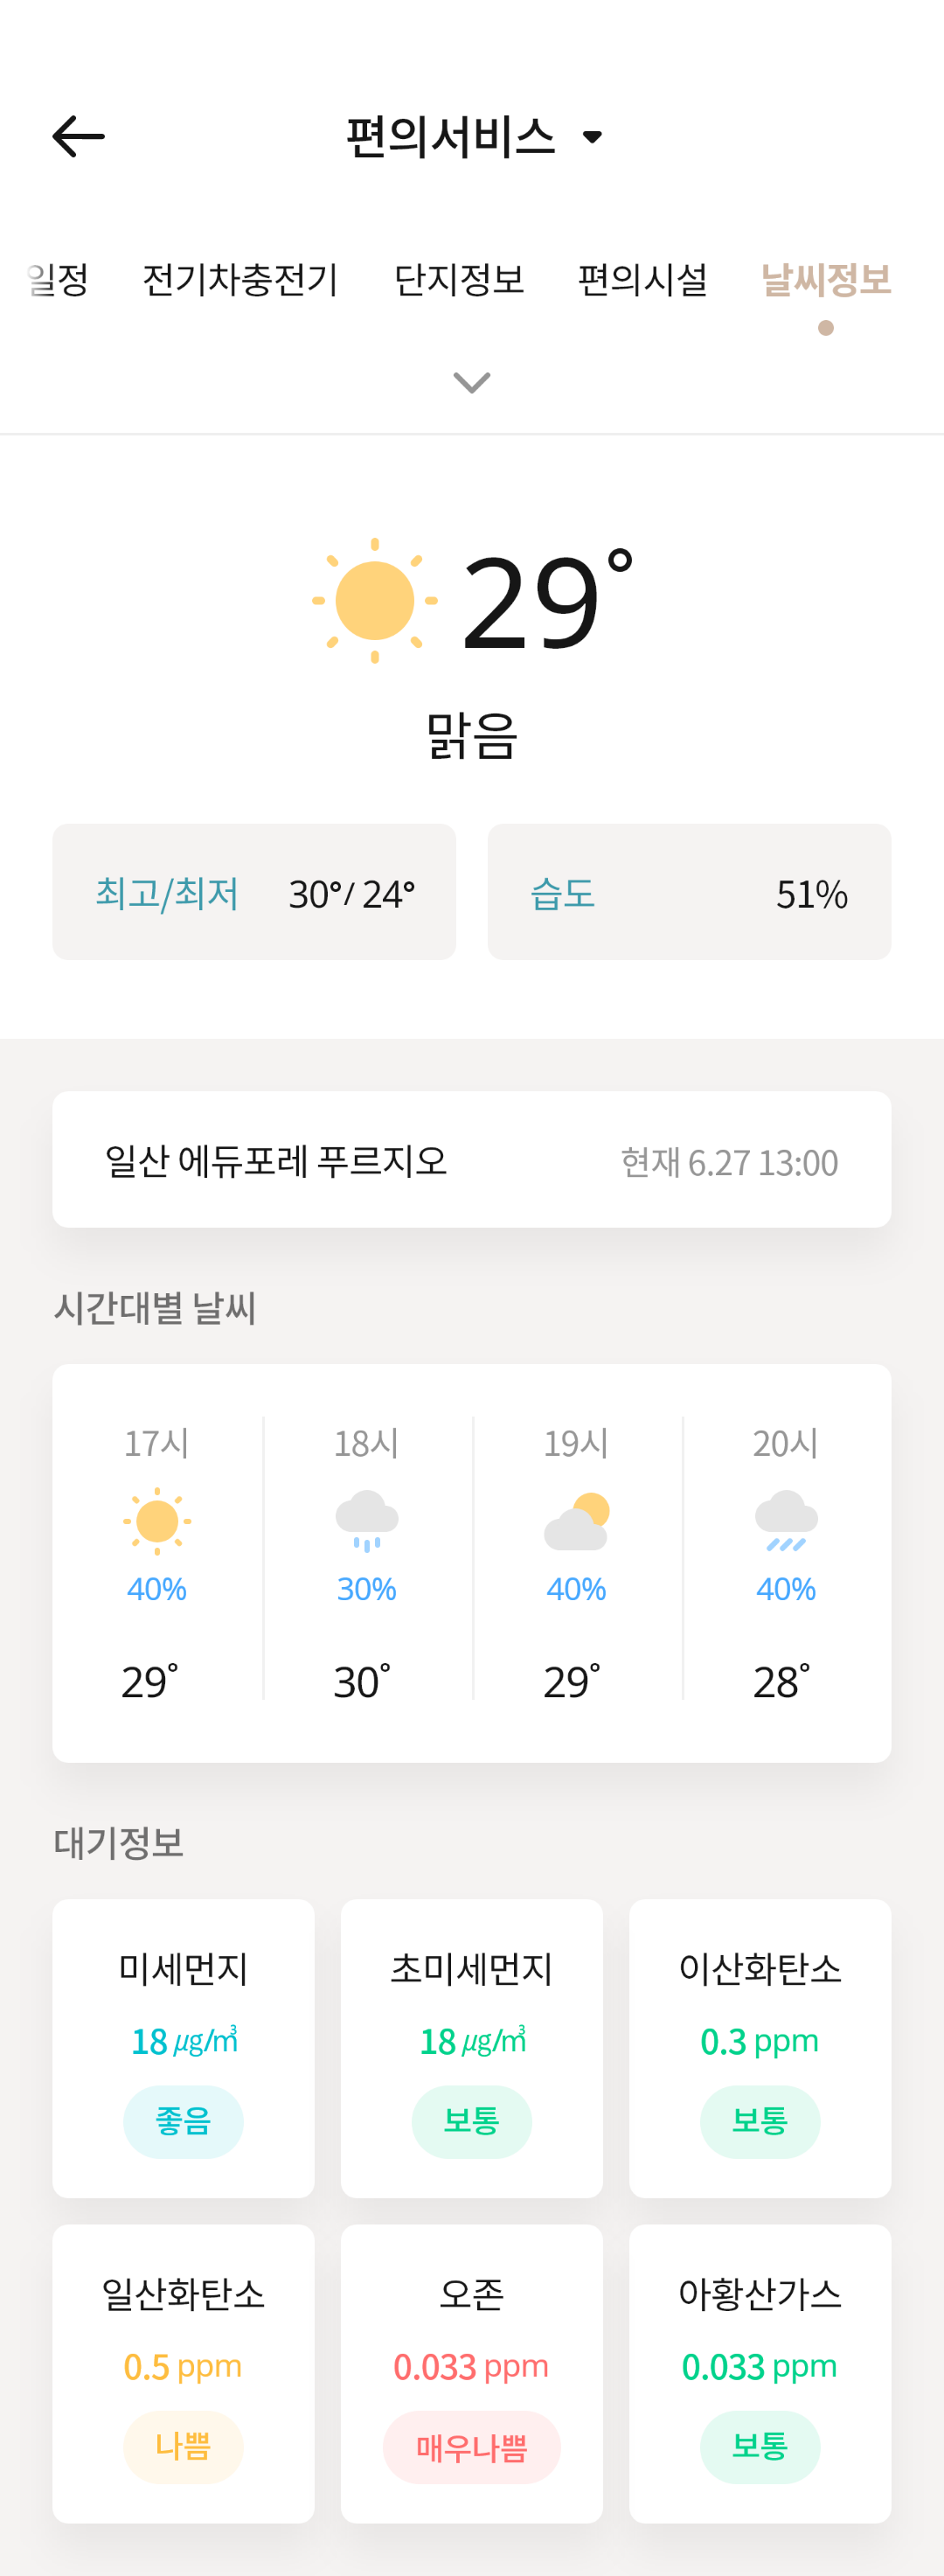 편의서비스
일정 전기차충전기 단지정보 편의시설 날씨정보
29°
맑음
최고/최저 30°/ 24° 습도 51%
일산 에듀포레 푸르지오 현재 6.27 13:00
시간대별 날씨
17시 18시 19시 20시
40% 30% 40% 40%
29° 30° 29° 28°
대기정보
미세먼지 초미세먼지 이산화탄소
18 μg/㎥ 18 μg/㎥ 0.3 ppm
좋음 보통 보통
일산화탄소 오존 아황산가스
0.5 ppm 0.033 ppm 0.033 ppm
나쁨 매우나쁨 보통